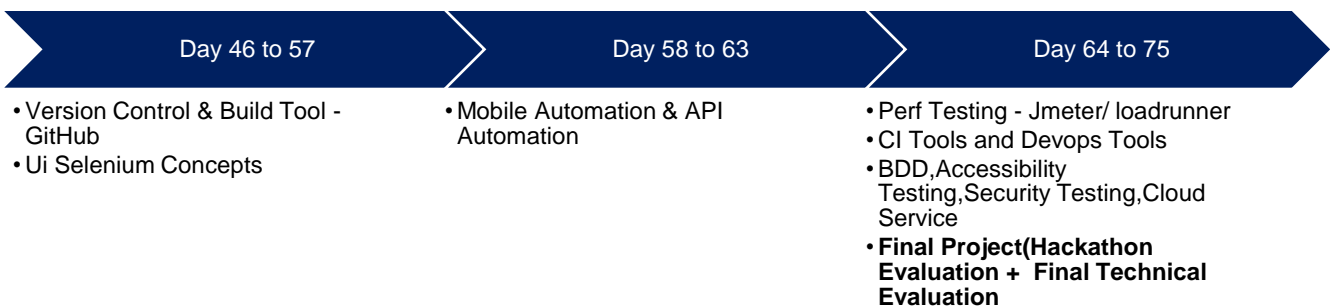 Day 46 to 57
Day 58 to 63
Day 64 to 75
• Version Control & Build Tool -
GitHub
• Ui Selenium Concepts
• Mobile Automation & API
Automation
• Perf Testing - Jmeter/ loadrunner
• CI Tools and Devops Tools
• BDD,Accessibility
Testing,Security Testing,Cloud
Service
• Final Project(Hackathon
Evaluation + Final Technical
Evaluation